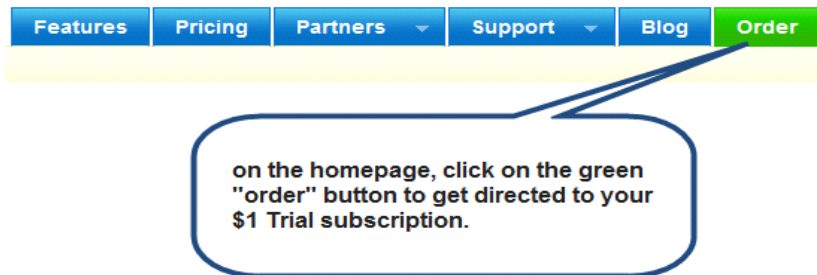 Features Pricing Partners Support Blog Order
on the homepage, click on the green
"order" button to get directed to your
$1 Trial subscription.